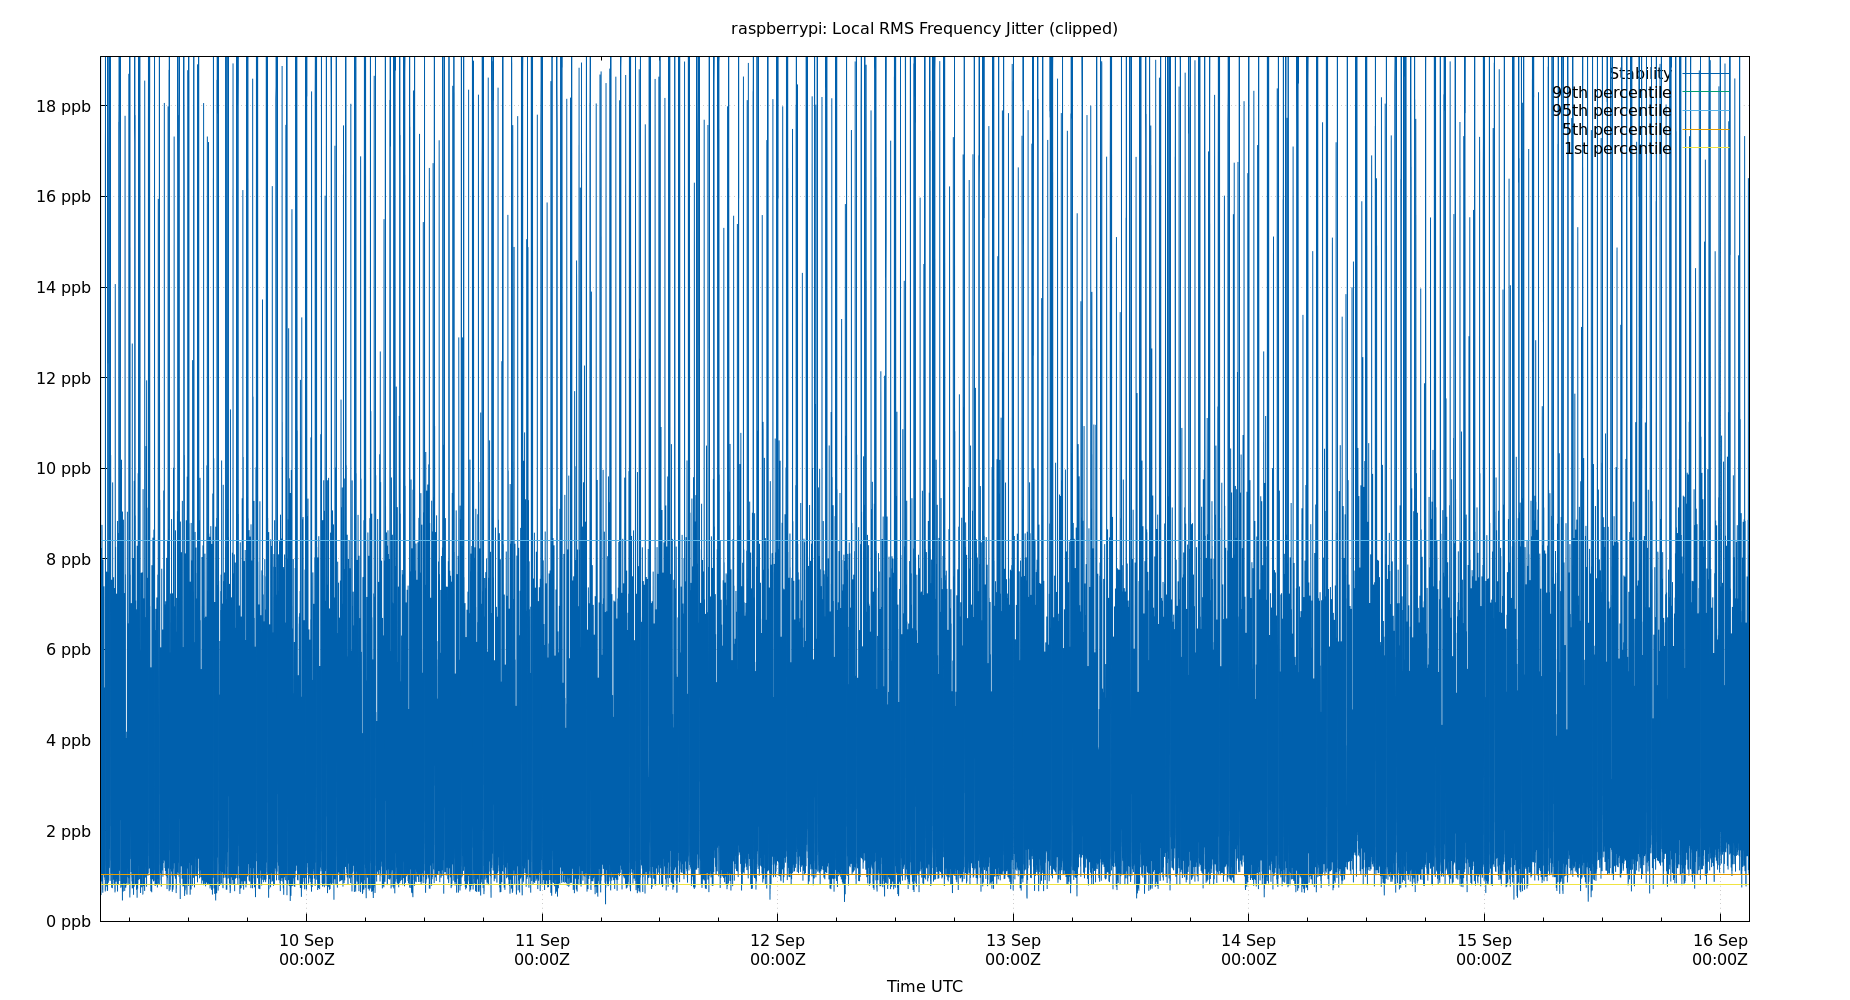 raspberrypi: Local RMS Frequency Jitter (clipped)
Stability
99th percentile
95th percentile
5th percentile
1st percentile
18 ppb
16 ppb
14 ppb
12 ppb
10 ppb
8 ppb
6 ppb
4 ppb
2 ppb
0 ppb
10 Sep 11 Sep 12 Sep 13 Sep 14 Sep 15 Sep 16 Sep
00:00Z 00:00Z 00:00Z 00:00Z 00:00Z 00:00Z 00:00Z
Time UTC